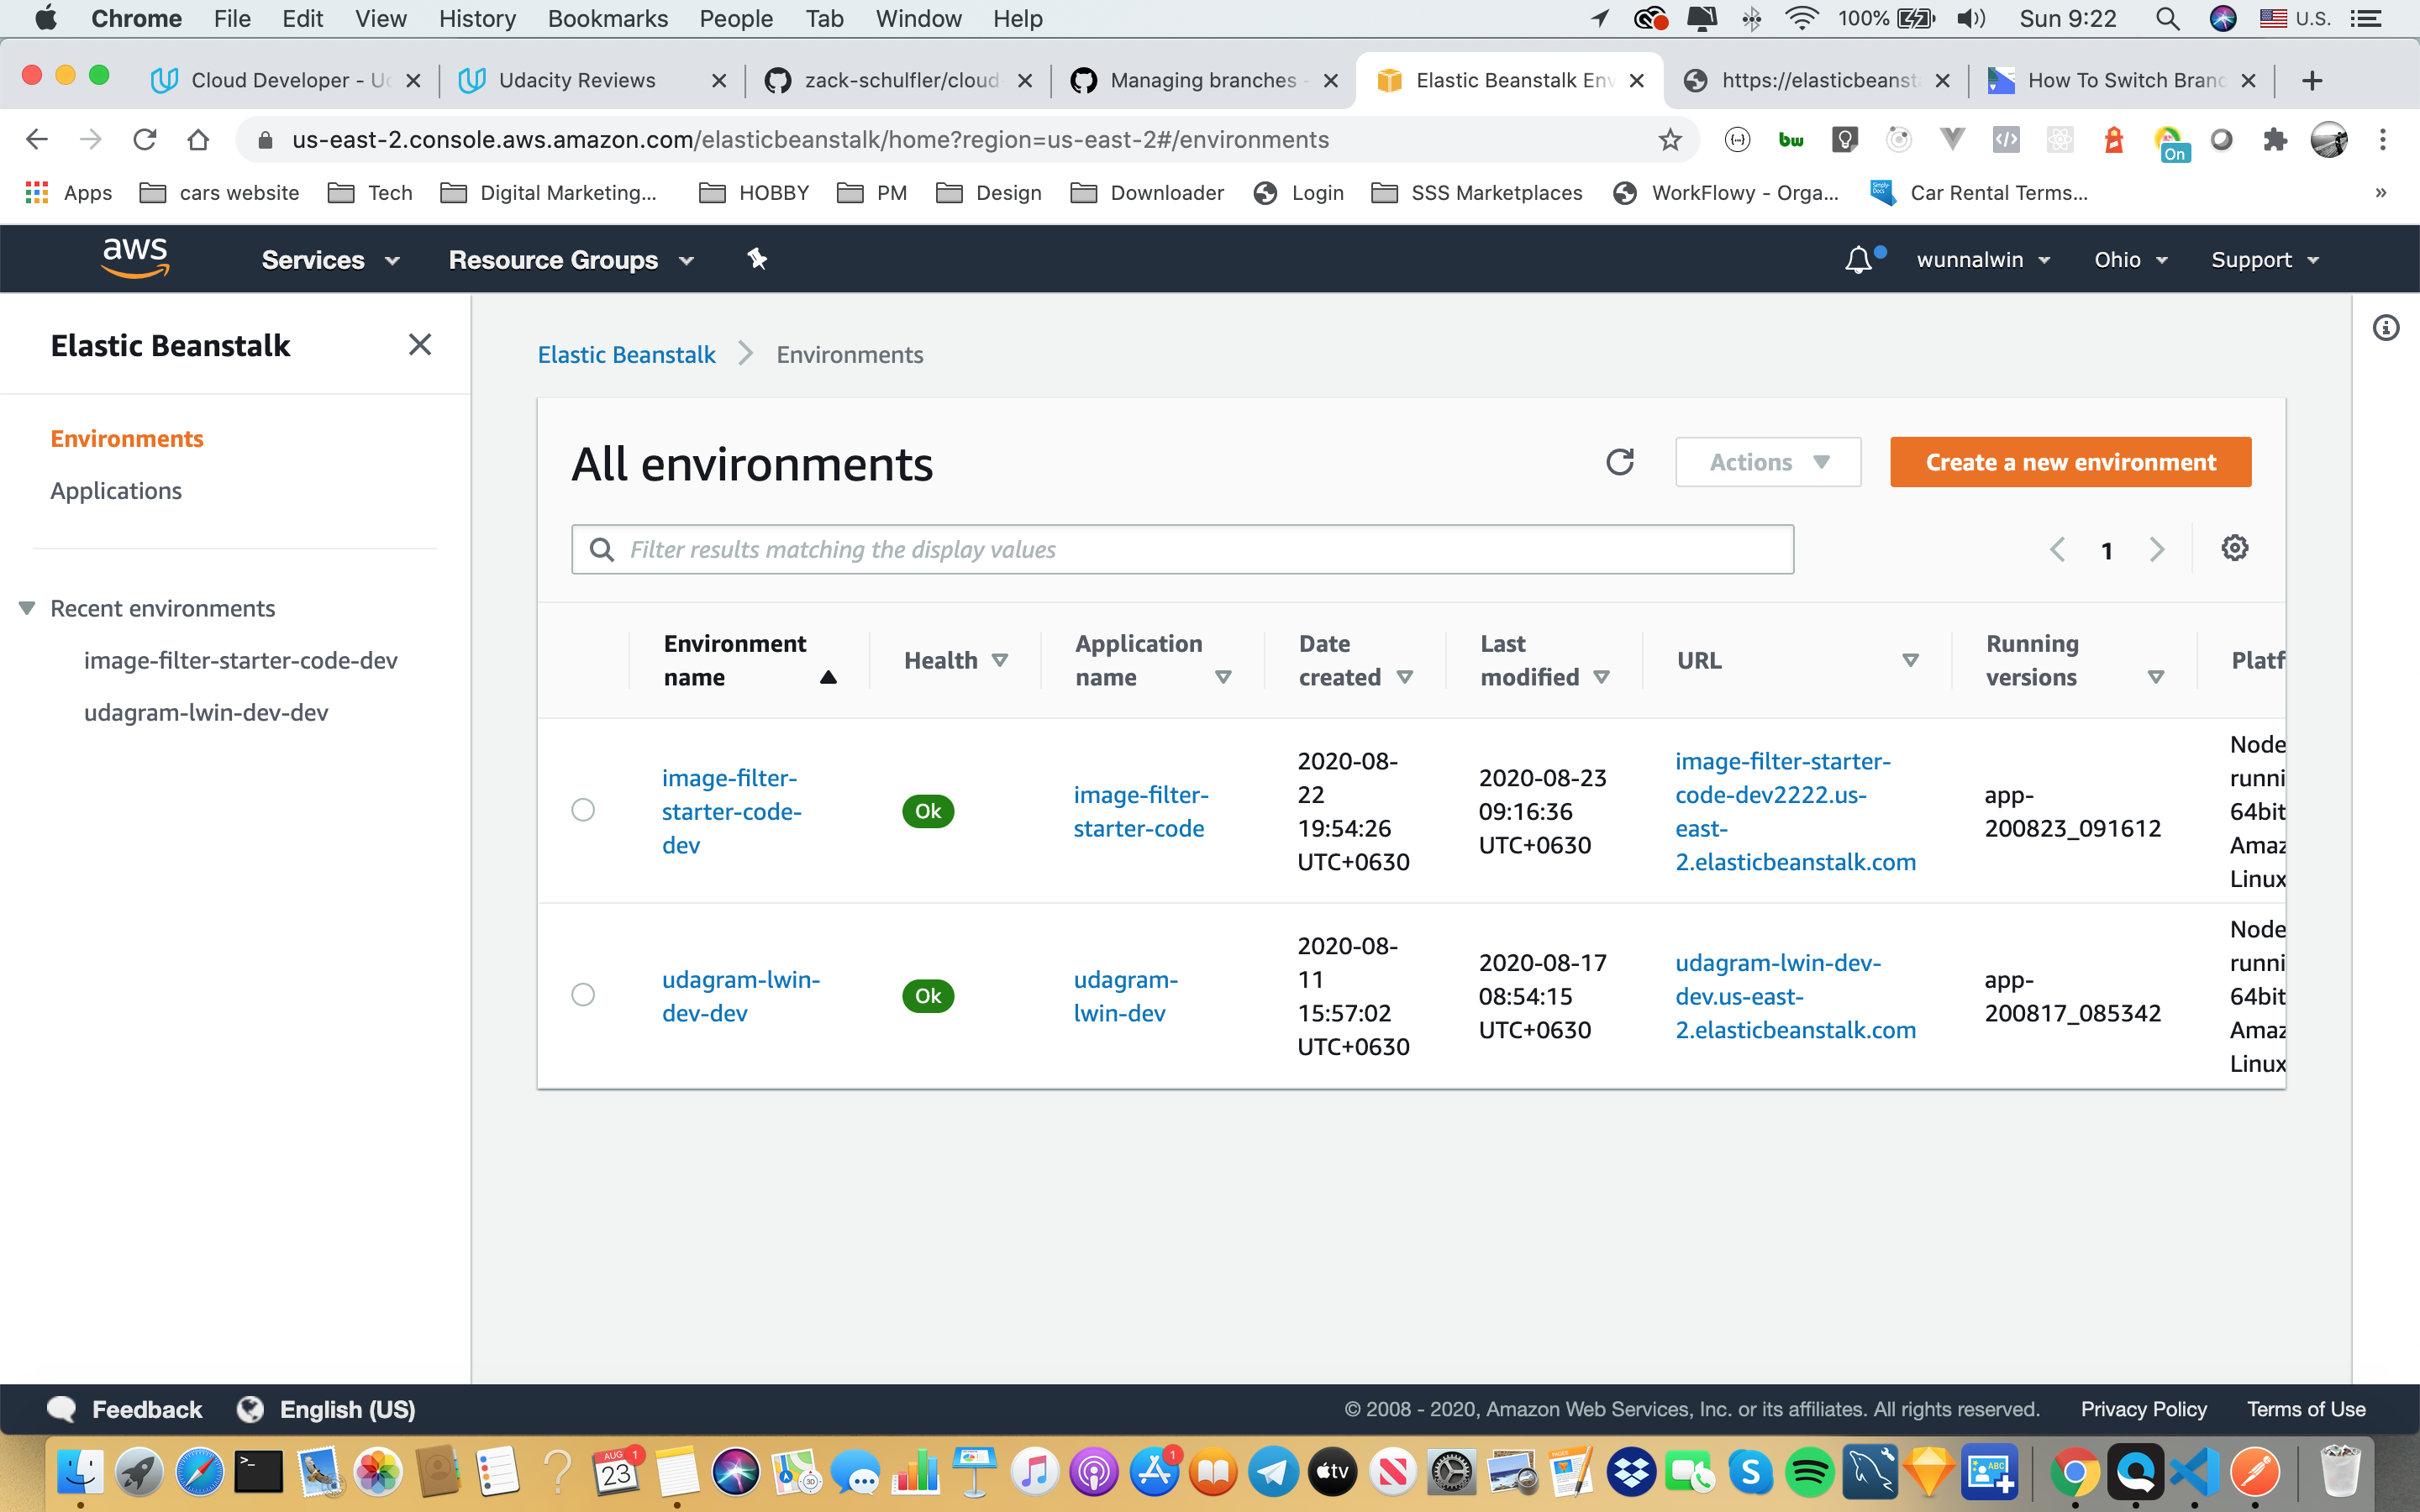 Chrome File Edit View History Bookmarks People Tab Window Help 100% Sun 9:22 U.S.
Cloud Developer - Ud Udacity Reviews zack-schulfler/cloud Managing branches - Elastic Beanstalk Env https://elasticbeanst How To Switch Branc
us-east-2.console.aws.amazon.com/elasticbeanstalk/home?region=us-east-2#/environments bw On
Apps cars website Tech Digital Marketing... HOBBY PM Design Downloader Login SSS Marketplaces WorkFlowy - Orga... Car Rental Terms... »
aws Services Resource Groups wunnalwin Ohio Support
Elastic Beanstalk
Environments
Applications
Recent environments
image-filter-starter-code-dev
udagram-lwin-dev-dev
Elastic Beanstalk Environments
All environments
Actions
Create a new environment
Filter results matching the display values
1
Environment
name
Health
Application
name
Date
created
Last
modified
URL
Running
versions
Platf
image-filter-
starter-code-
dev
Ok
image-filter-
starter-code
2020-08-
22
19:54:26
UTC+0630
2020-08-23
09:16:36
UTC+0630
image-filter-starter-
code-dev2222.us-
east-
2.elasticbeanstalk.com
app-
200823_091612
Node
runni
64bit
Amaz
Linux
udagram-lwin-
dev-dev
Ok
udagram-
lwin-dev
2020-08-
11
15:57:02
UTC+0630
2020-08-17
08:54:15
UTC+0630
udagram-lwin-dev-
dev.us-east-
2.elasticbeanstalk.com
app-
200817_085342
Node
runni
64bit
Amaz
Linux
Feedback English (US) © 2008 - 2020, Amazon Web Services, Inc. or its affiliates. All rights reserved. Privacy Policy Terms of Use
AUG
23
1
1
tv
PAGES
ABC